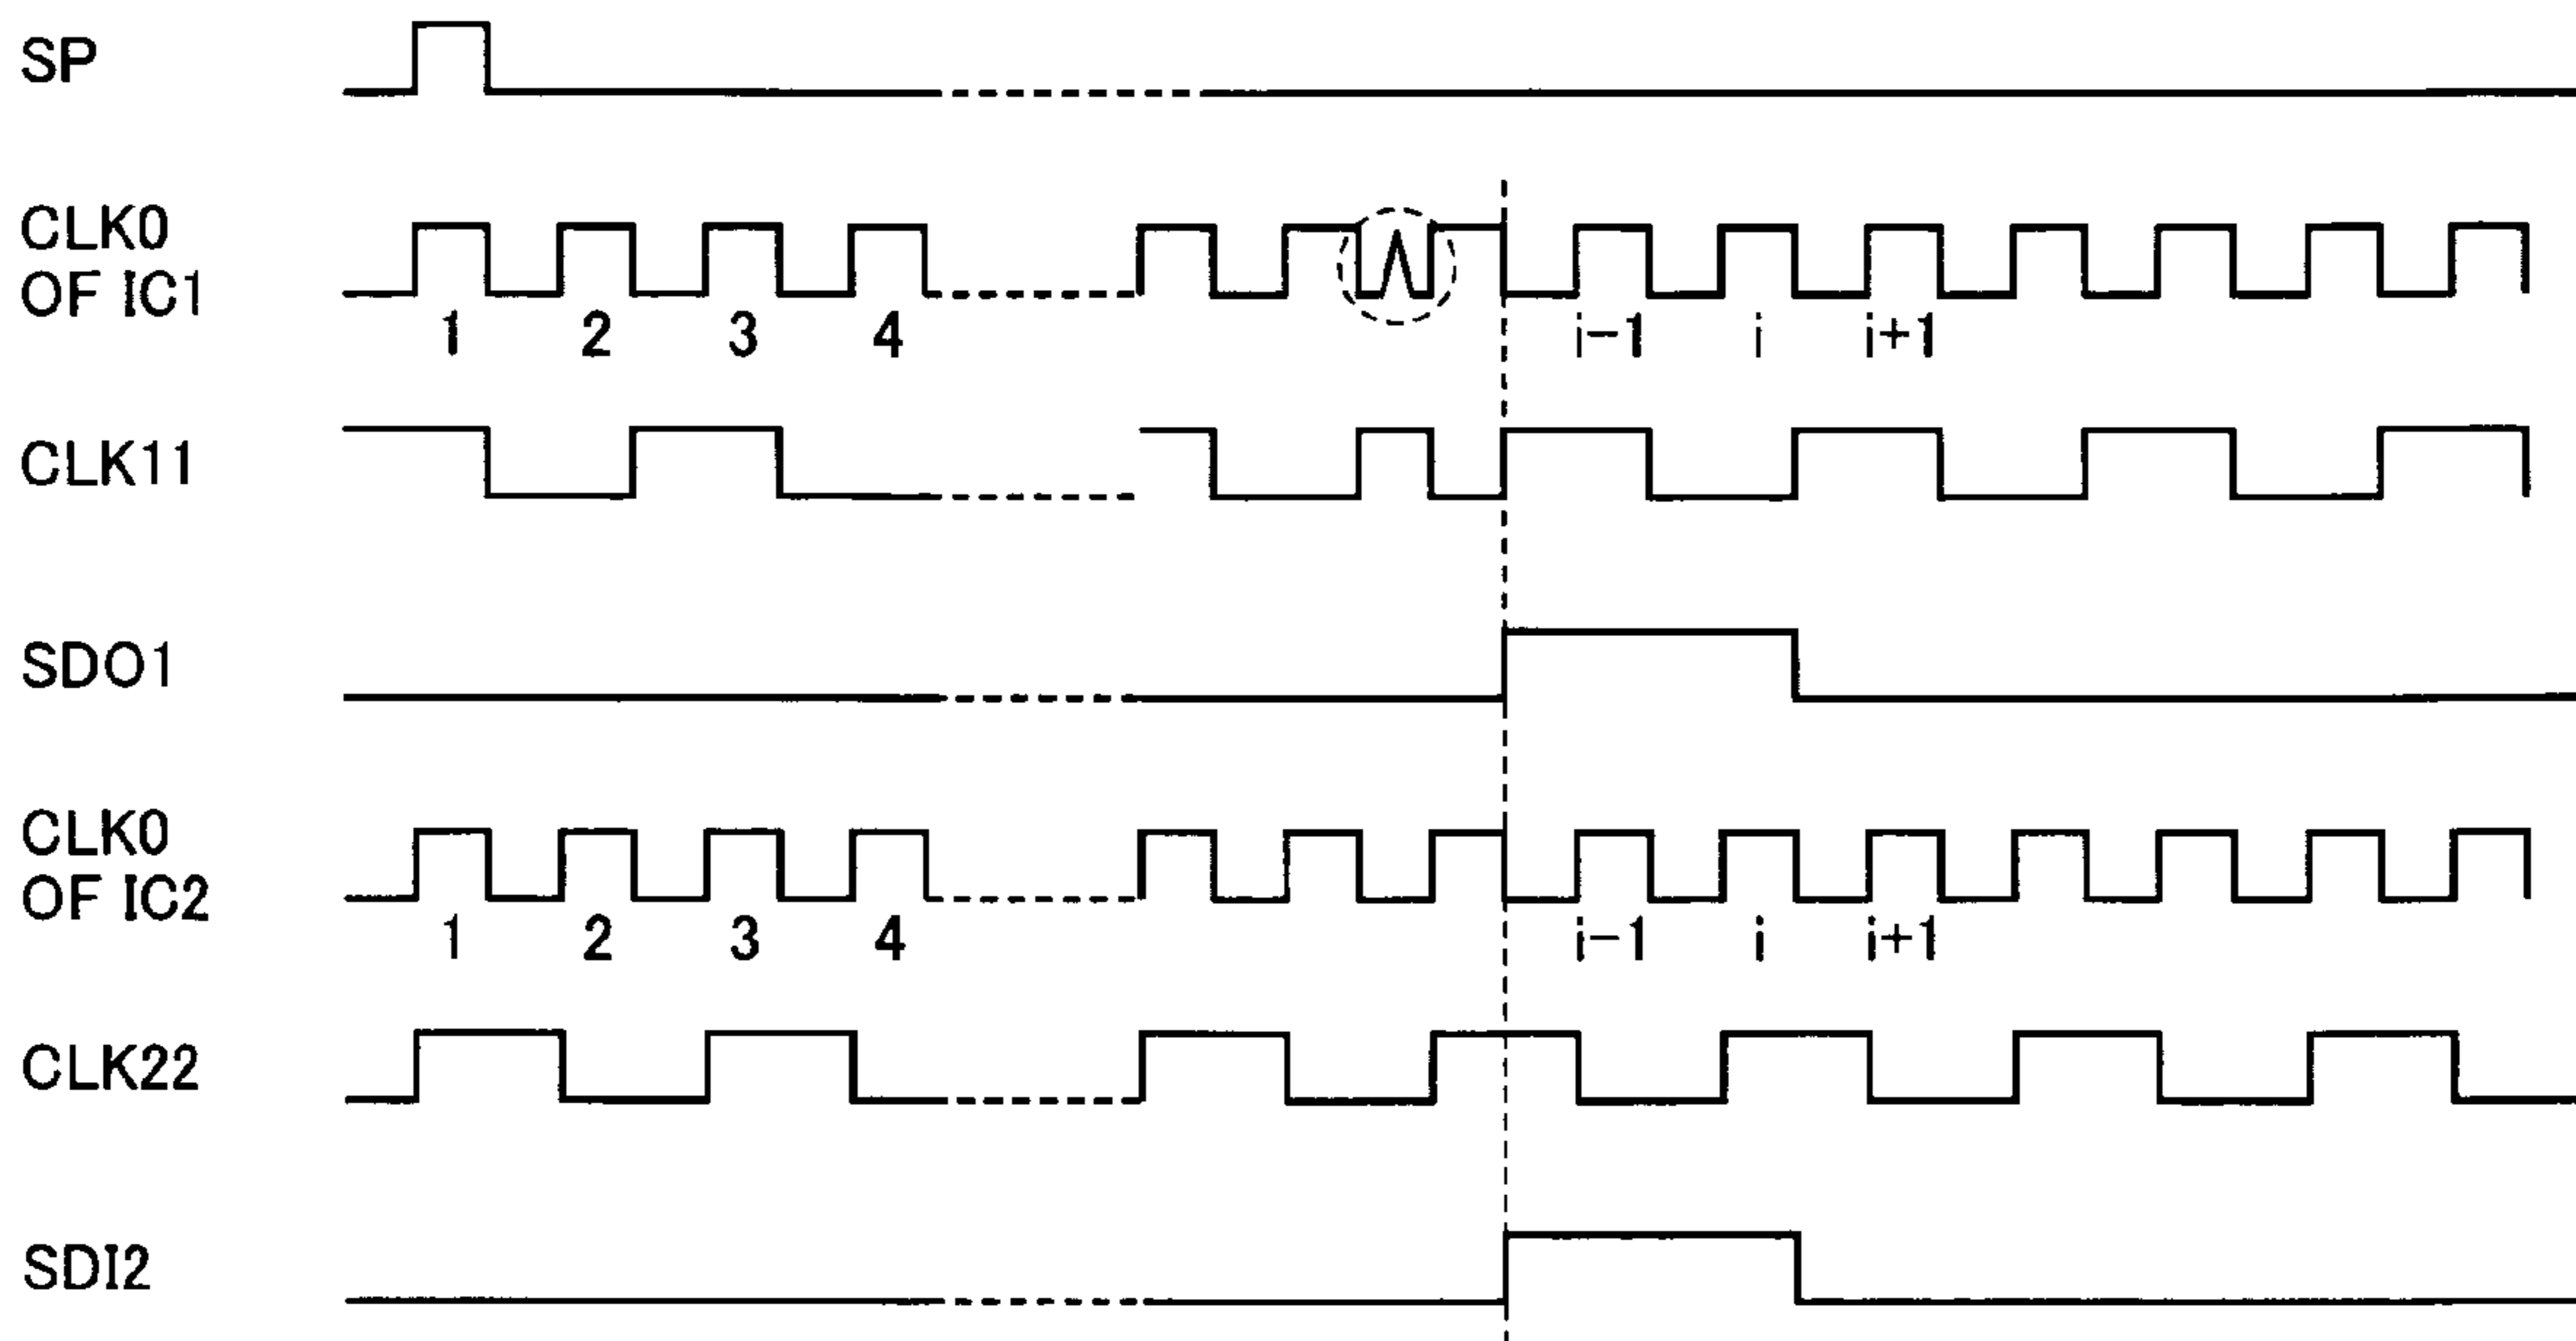 SP
CLK0
OF IC1
1 2 3 4 i-1 i i+1
CLK11
SDO1
CLK0
OF IC2
1 2 3 4 i-1 i i+1
CLK22
SDI2